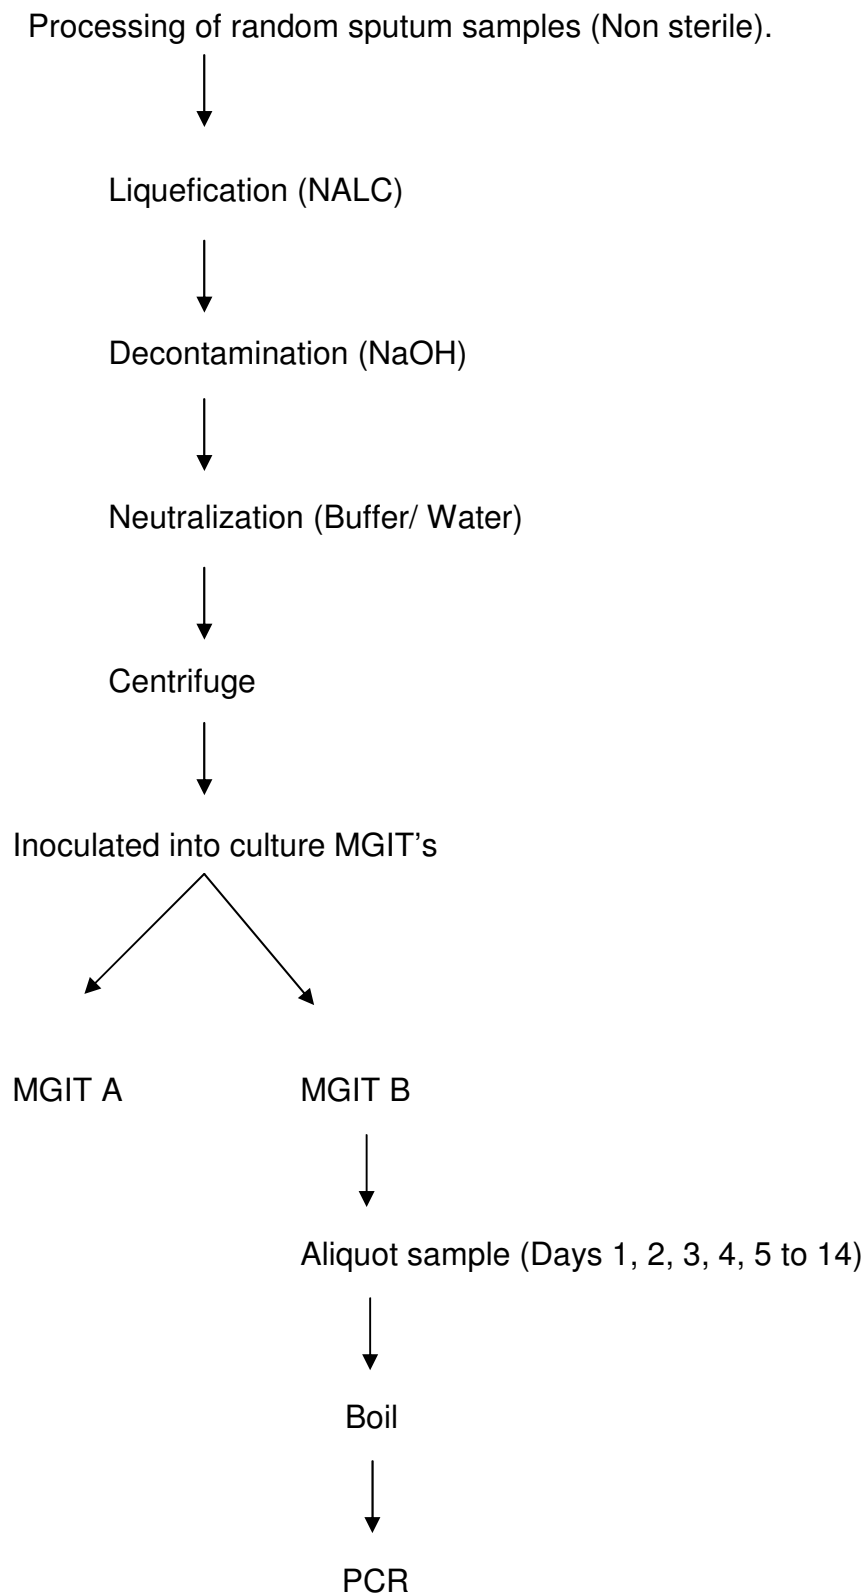 Processing of random sputum samples (Non sterile).
Liquefication (NALC)
Decontamination (NaOH)
Neutralization (Buffer/ Water)
Centrifuge
Inoculated into culture MGIT's
MGIT A
MGIT B
Aliquot sample (Days 1, 2, 3, 4, 5 to 14)
Boil
PCR